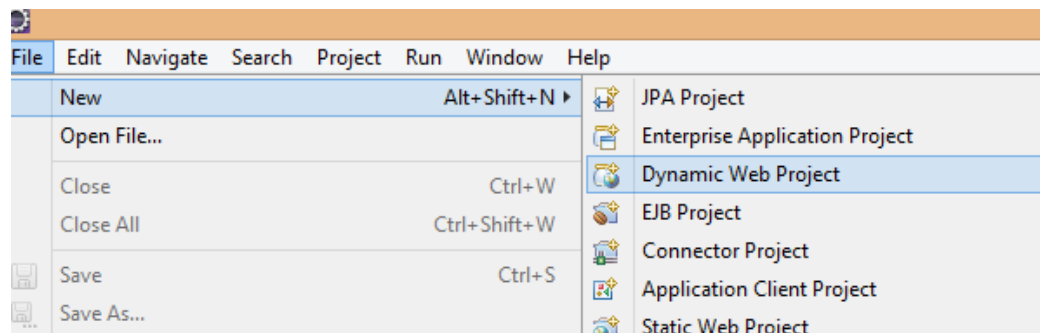 File Edit Navigate Search Project Run Window Help
New Alt+Shift+N
Open File...
Close Ctrl+W
Close All Ctrl+Shift+W
Save Ctrl+S
Save As...
JPA Project
Enterprise Application Project
Dynamic Web Project
EJB Project
Connector Project
Application Client Project
Static Web Project